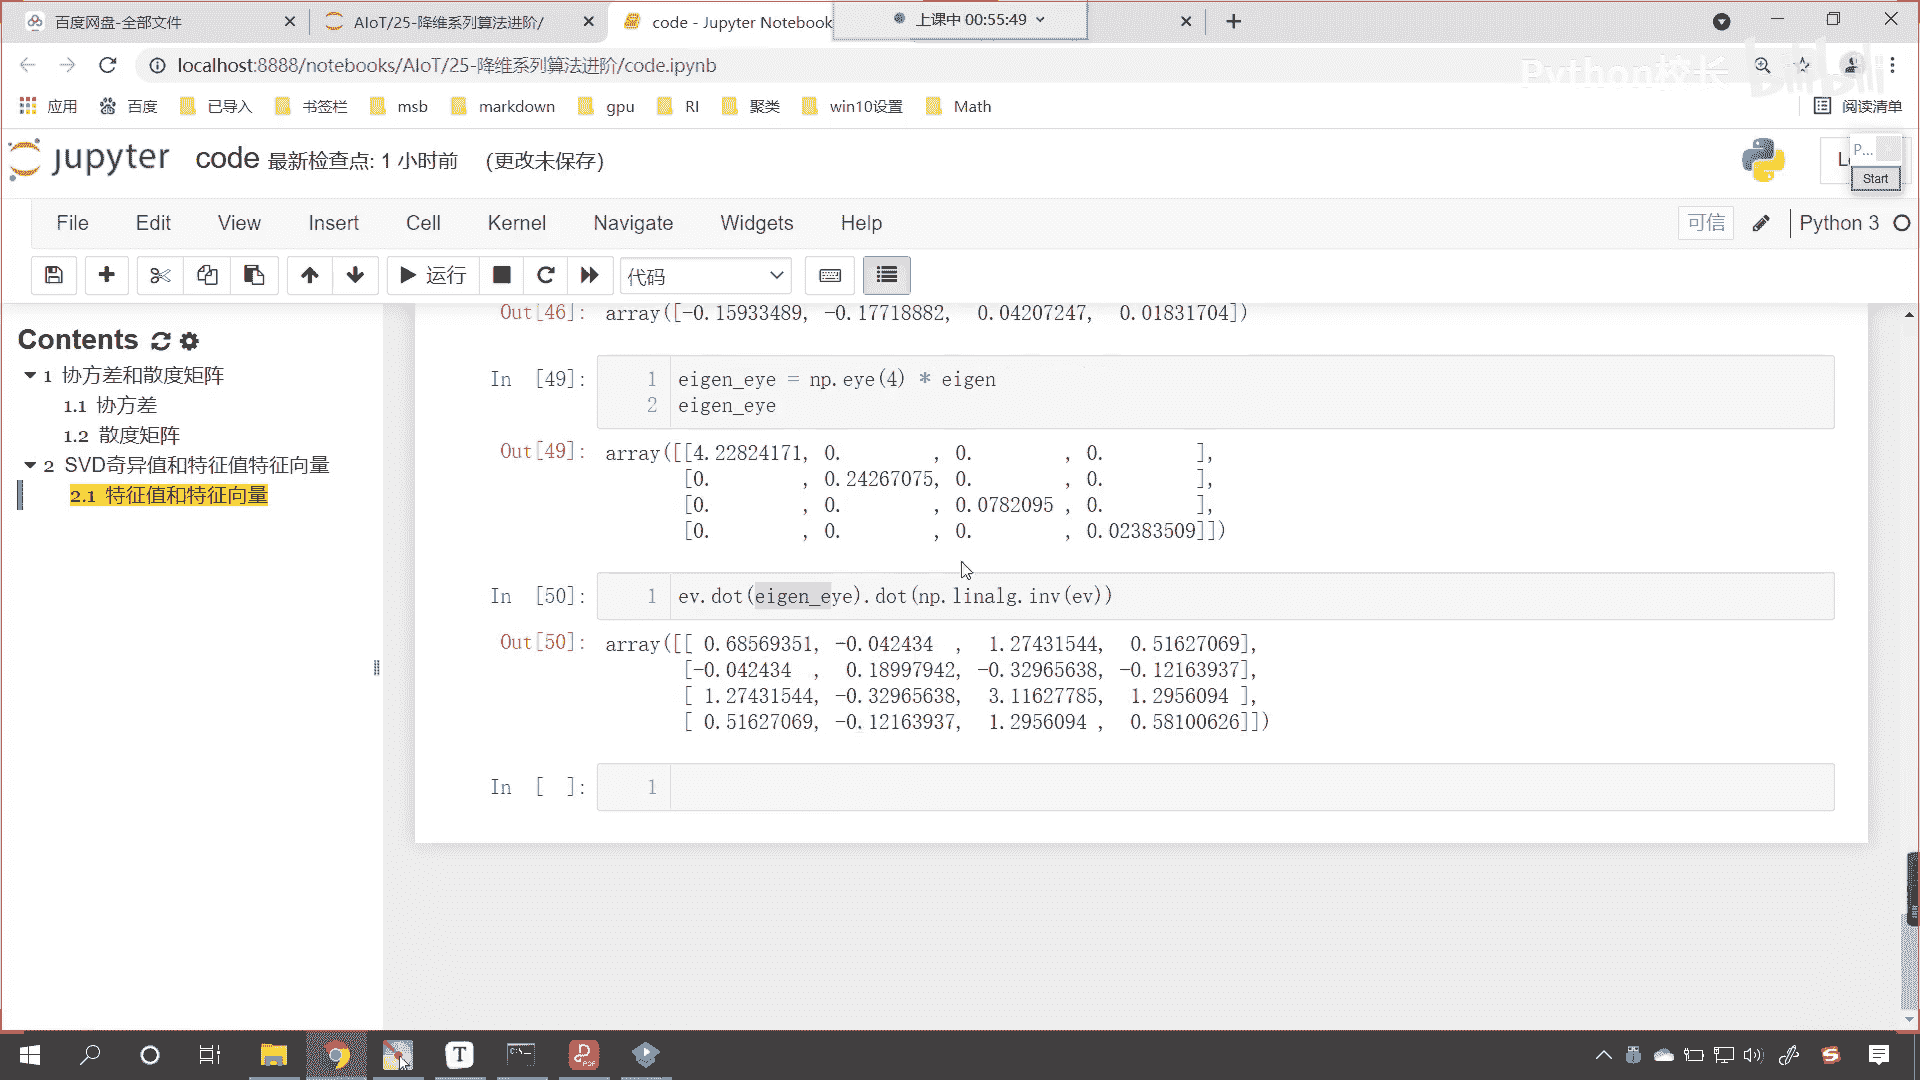 百度网盘-全部文件
AIoT/25-降维系列算法进阶/
code - Jupyter Notebook
上课中 00:55:49
localhost:8888/notebooks/AIoT/25-降维系列算法进阶/code.ipynb
Python校长
bilibili
应用 百度 已导入 书签栏 msb markdown gpu RI 聚类 win10设置 Math 阅读清单
jupyter code 最新检查点: 1 小时前 (更改未保存)
P...
Start
File Edit View Insert Cell Kernel Navigate Widgets Help 可信 Python 3
运行 代码
Contents
1 协方差和散度矩阵
1.1 协方差
1.2 散度矩阵
2 SVD奇异值和特征值特征向量
2.1 特征值和特征向量
Out[46]: array([-0.15933489, -0.17718882, 0.04207247, 0.01831704])
In [49]: 1 eigen_eye = np.eye(4) * eigen
2 eigen_eye
Out[49]: array([[4.22824171, 0. , 0. , 0. ],
[0. , 0.24267075, 0. , 0. ],
[0. , 0. , 0.0782095 , 0. ],
[0. , 0. , 0. , 0.02383509]])
In [50]: 1 ev.dot(eigen_eye).dot(np.linalg.inv(ev))
Out[50]: array([[ 0.68569351, -0.042434 , 1.27431544, 0.51627069],
[-0.042434 , 0.18997942, -0.32965638, -0.12163937],
[ 1.27431544, -0.32965638, 3.11627785, 1.2956094 ],
[ 0.51627069, -0.12163937, 1.2956094 , 0.58100626]])
In [ ]: 1